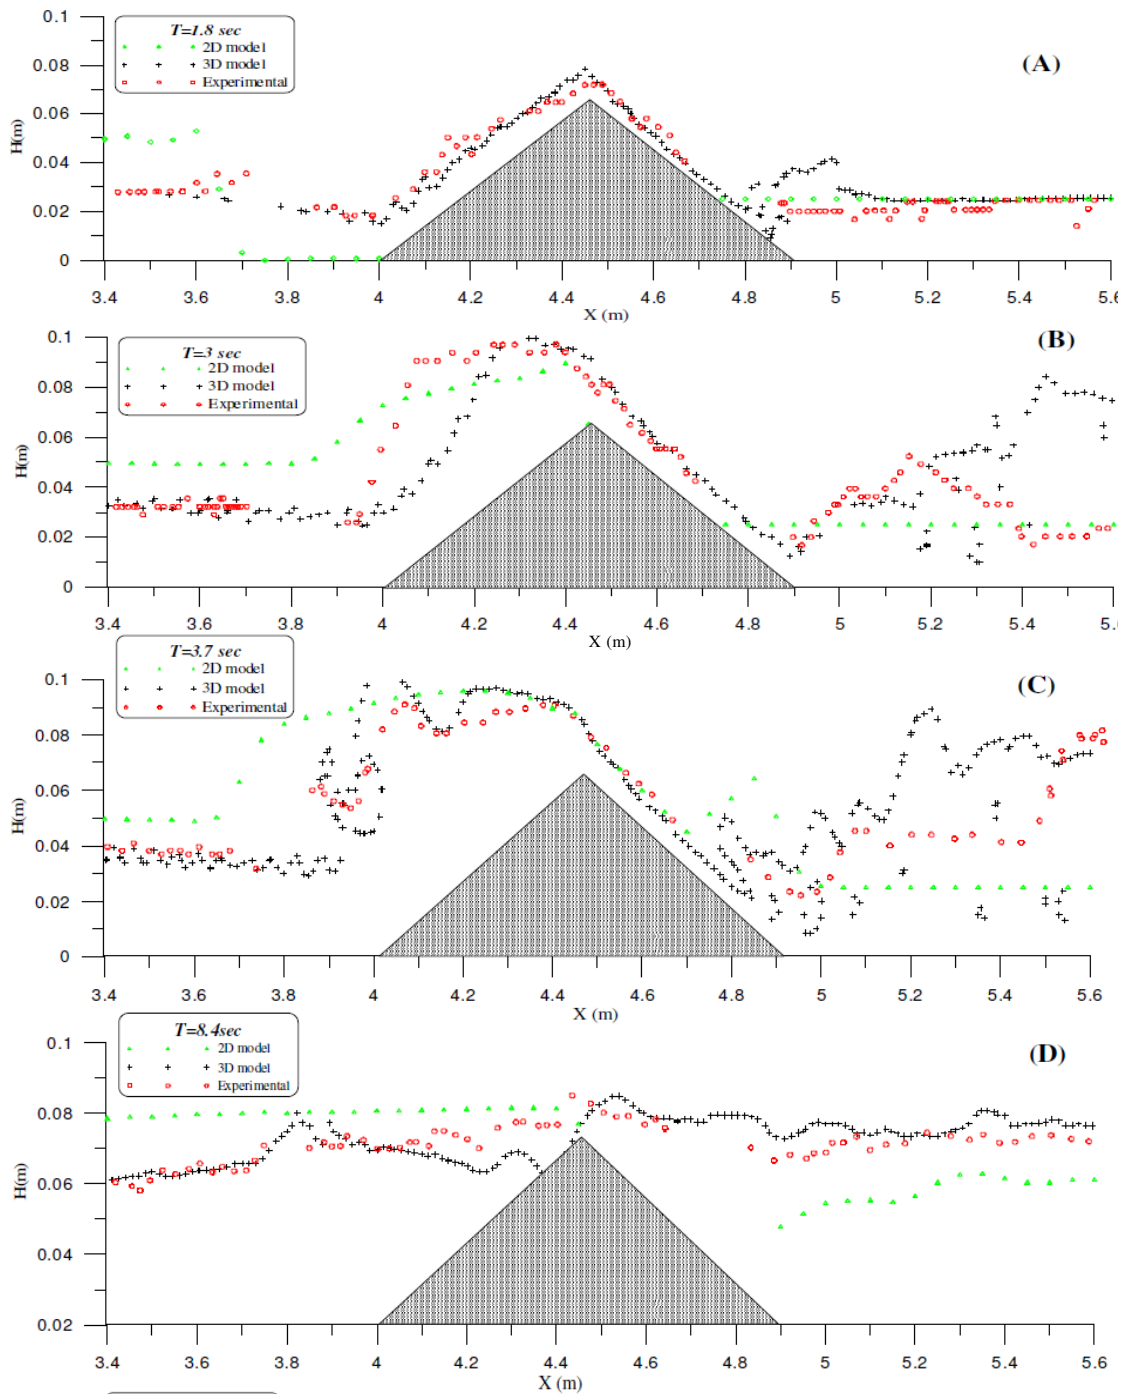 T=1.8 sec
2D model
3D model
Experimental
(A)
H(m)
0.1
0.08
0.06
0.04
0.02
0
3.4 3.6 3.8 4 4.2 4.4 4.6 4.8 5 5.2 5.4 5.6
X (m)
T=3 sec
2D model
3D model
Experimental
(B)
H(m)
0.1
0.08
0.06
0.04
0.02
0
3.4 3.6 3.8 4 4.2 4.4 4.6 4.8 5 5.2 5.4 5.
X (m)
T=3.7 sec
2D model
3D model
Experimental
(C)
H(m)
0.1
0.08
0.06
0.04
0.02
0
3.4 3.6 3.8 4 4.2 4.4 4.6 4.8 5 5.2 5.4 5.6
X (m)
T=8.4sec
2D model
3D model
Experimental
(D)
H(m)
0.1
0.08
0.06
0.04
0.02
3.4 3.6 3.8 4 4.2 4.4 4.6 4.8 5 5.2 5.4 5.6
X (m)